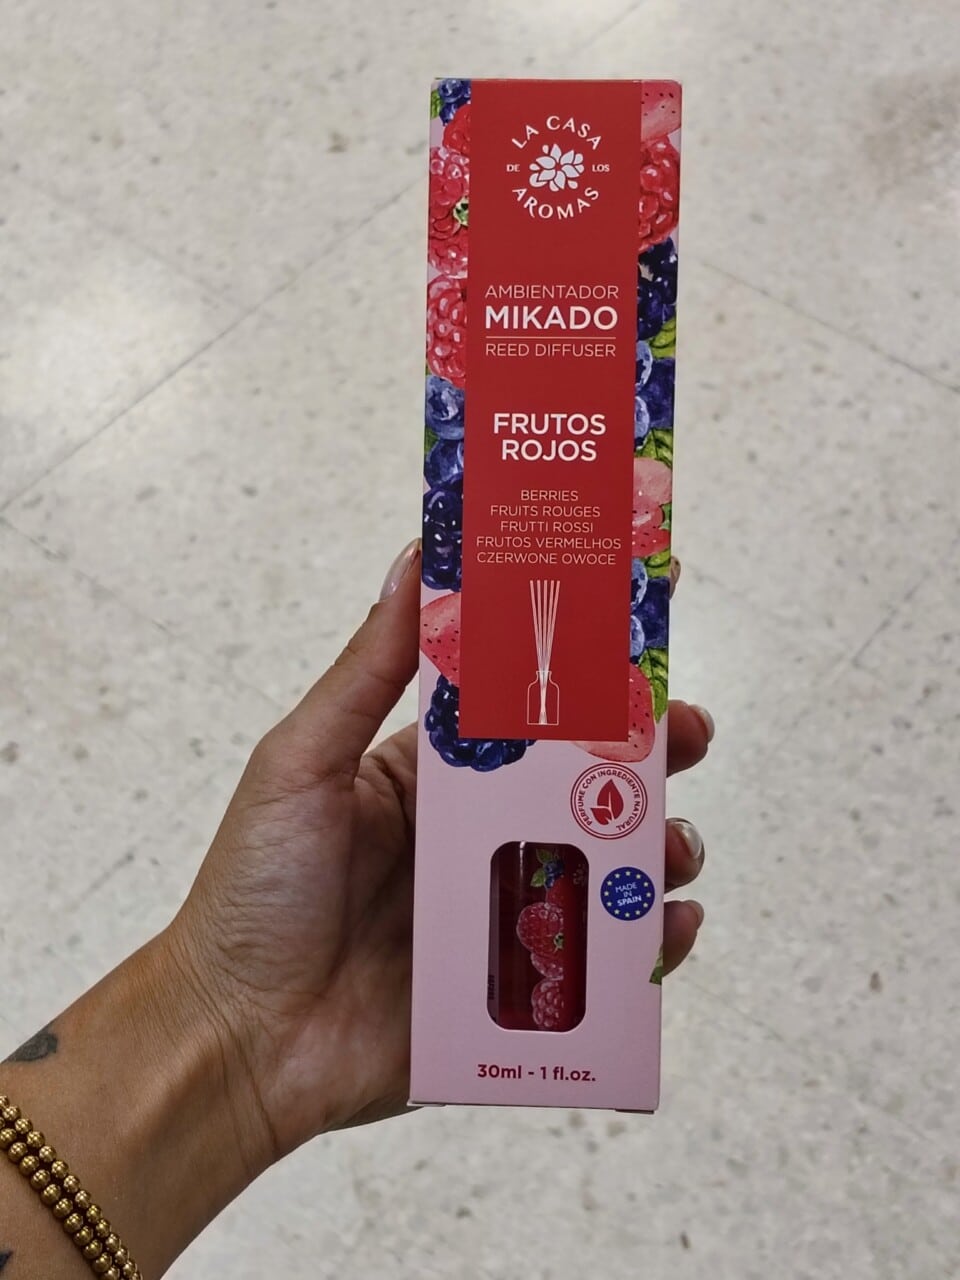 LA CASA
DE LOS
AROMAS
AMBIENTADOR
MIKADO
REED DIFFUSER
FRUTOS
ROJOS
BERRIES
FRUITS ROUGES
FRUTTI ROSSI
FRUTOS VERMELHOS
CZERWONE OWOCE
PERFUME CON INGREDIENTE NATURAL
MADE
IN
SPAIN
30ml - 1 fl.oz.